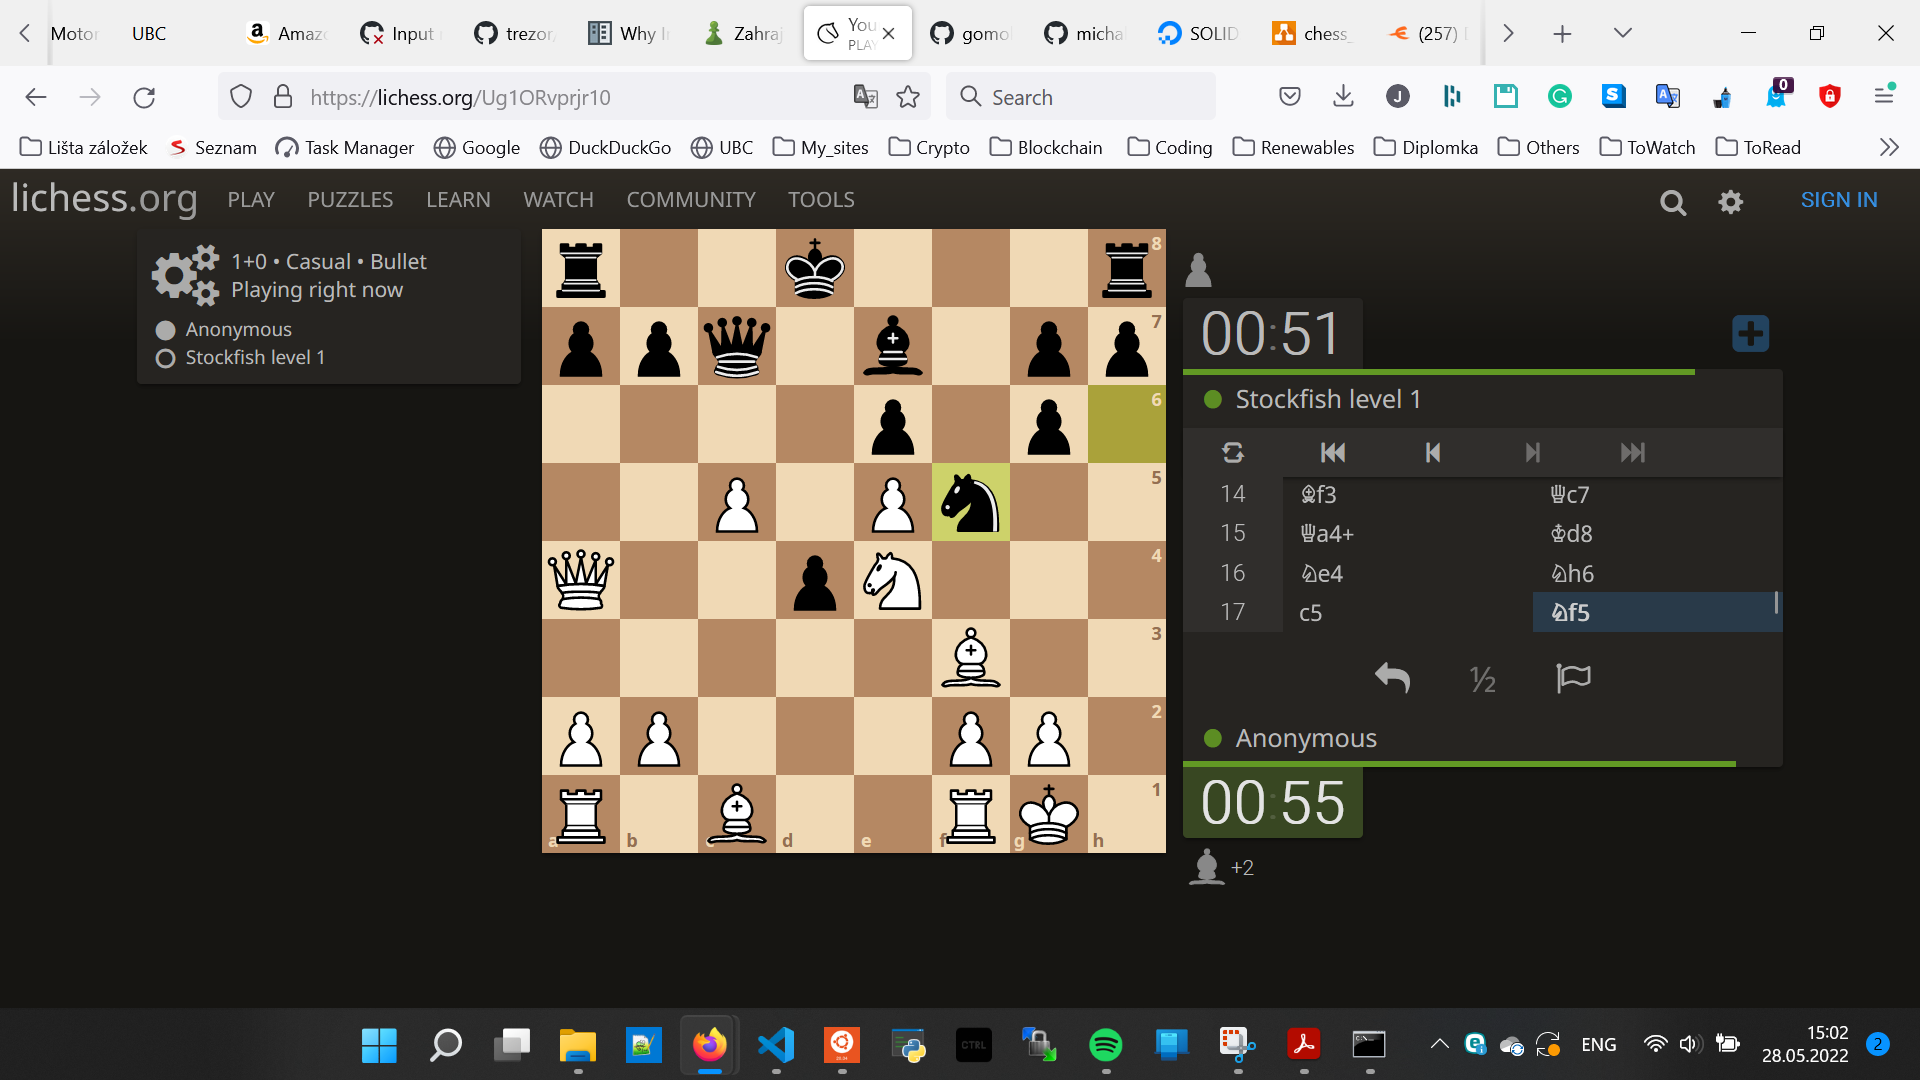 Motor
UBC
Amaz
Input
trezor
Why I
Zahraj
You
PLAY
gomo
micha
SOLID
chess_
(257)
https://lichess.org/Ug1ORvprjr10
Search
0
Lišta záložek
Seznam
Task Manager
Google
DuckDuckGo
UBC
My_sites
Crypto
Blockchain
Coding
Renewables
Diplomka
Others
ToWatch
ToRead
lichess.org
PLAY
PUZZLES
LEARN
WATCH
COMMUNITY
TOOLS
SIGN IN
1+0 • Casual • Bullet
Playing right now
Anonymous
Stockfish level 1
8
7
6
5
4
3
2
1
a
b
c
d
e
f
g
h
00:51
Stockfish level 1
14 ♗f3 ♕c7
15 ♕a4+ ♔d8
16 ♘e4 ♘h6
17 c5 ♘f5
½
Anonymous
00:55
+2
CTRL
ENG
15:02
28.05.2022
2